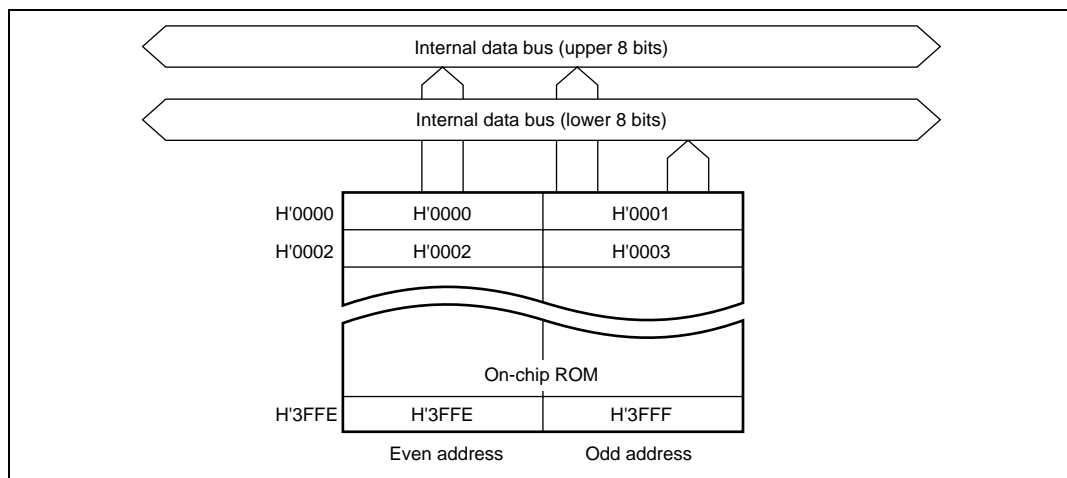 Internal data bus (upper 8 bits)
Internal data bus (lower 8 bits)
H'0000 H'0000 H'0001
H'0002 H'0002 H'0003
On-chip ROM
H'3FFE H'3FFE H'3FFF
Even address Odd address